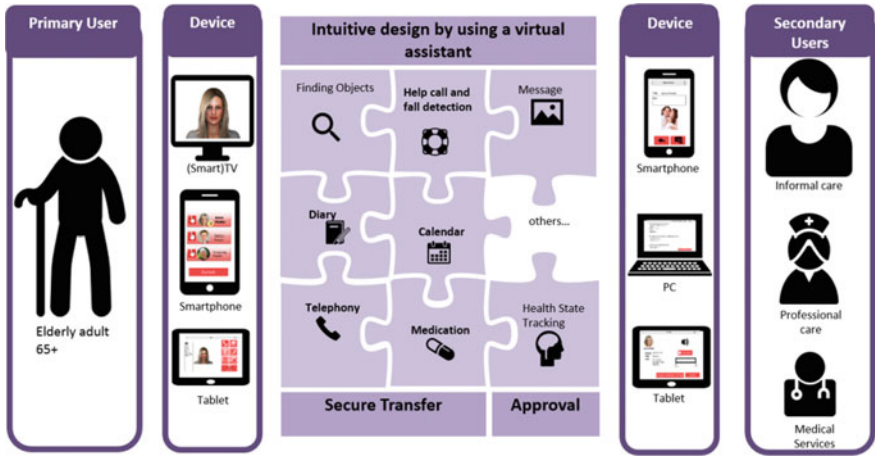 Primary User
Elderly adult
65+
Device
(Smart)TV
Smartphone
Tablet
Intuitive design by using a virtual
assistant
Finding Objects
Help call and
fall detection
Message
Diary
Calendar
others...
Telephony
Medication
Health State
Tracking
Secure Transfer
Approval
Device
Smartphone
PC
Tablet
Secondary
Users
Informal care
Professional
care
Medical
Services